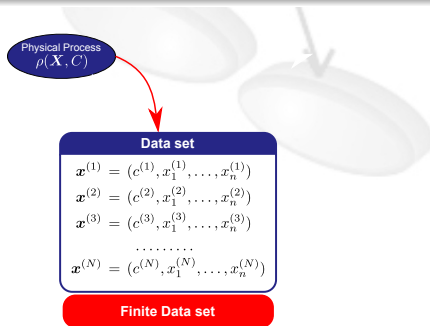 Physical Process
ρ(X, C)
Data set
x^(1) = (c^(1), x_1^(1), . . . , x_n^(1))
x^(2) = (c^(2), x_1^(2), . . . , x_n^(2))
x^(3) = (c^(3), x_1^(3), . . . , x_n^(3))
. . . . . . . . .
x^(N) = (c^(N), x_1^(N), . . . , x_n^(N))
Finite Data set